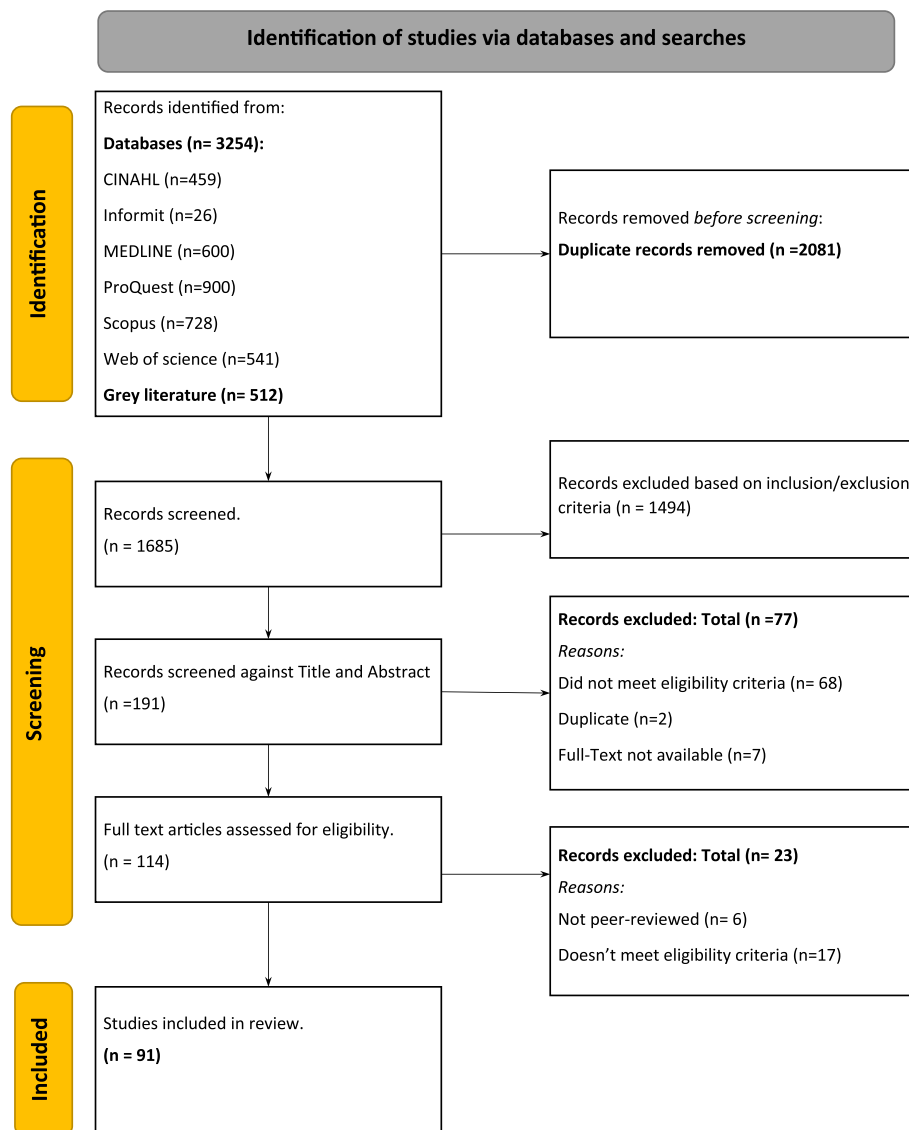 Identification of studies via databases and searches
Identification
Records identified from:
Databases (n= 3254):
CINAHL (n=459)
Informit (n=26)
MEDLINE (n=600)
ProQuest (n=900)
Scopus (n=728)
Web of science (n=541)
Grey literature (n= 512)
Records removed before screening:
Duplicate records removed (n =2081)
Screening
Records screened.
(n = 1685)
Records excluded based on inclusion/exclusion
criteria (n = 1494)
Records screened against Title and Abstract
(n =191)
Records excluded: Total (n =77)
Reasons:
Did not meet eligibility criteria (n= 68)
Duplicate (n=2)
Full-Text not available (n=7)
Full text articles assessed for eligibility.
(n = 114)
Records excluded: Total (n= 23)
Reasons:
Not peer-reviewed (n= 6)
Doesn’t meet eligibility criteria (n=17)
Included
Studies included in review.
(n = 91)